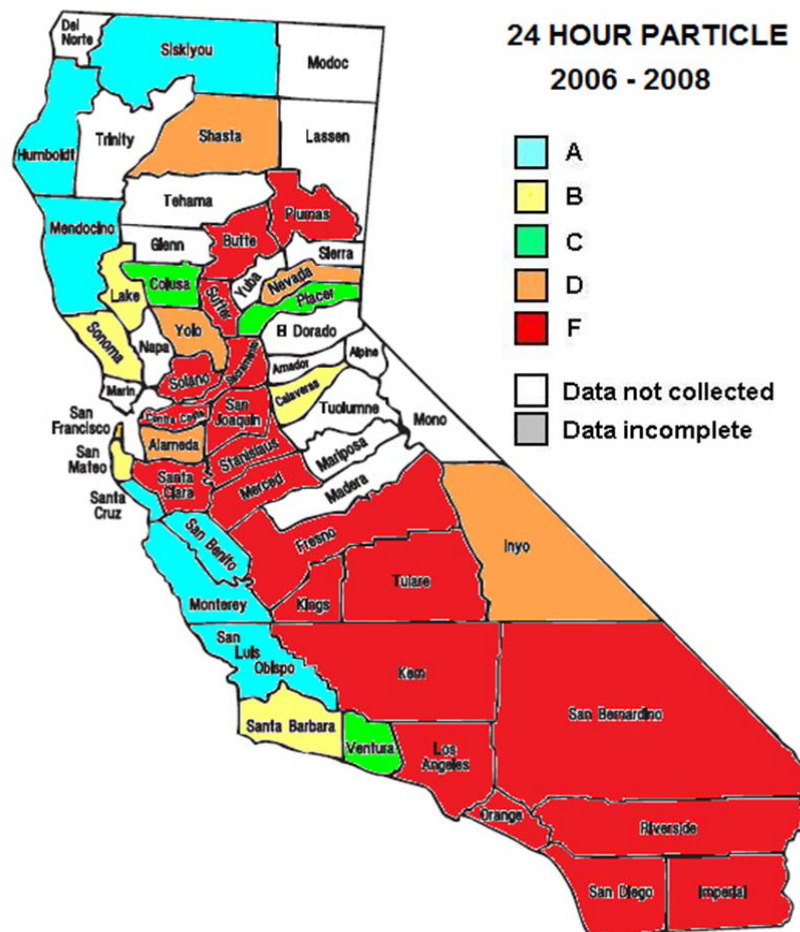 24 HOUR PARTICLE
2006 - 2008
A
B
C
D
F
Data not collected
Data incomplete
Del
Norte
Siskiyou
Modoc
Humboldt
Trinity
Shasta
Lassen
Tehama
Plumas
Mendocino
Glenn
Butte
Sierra
Lake
Colusa
Sutter
Yuba
Nevada
Placer
Sonoma
Napa
Yolo
El Dorado
Sacramento
Solano
Amador
Alpine
Marin
Calaveras
Tuolumne
Mono
San
Francisco
Contra Costa
San
Joaquin
Alameda
Stanislaus
Mariposa
San
Mateo
Santa
Clara
Merced
Madera
Santa
Cruz
San Benito
Fresno
Inyo
Monterey
Kings
Tulare
San
Luis
Obispo
Kern
San Bernardino
Santa Barbara
Ventura
Los
Angeles
Orange
Riverside
San Diego
Imperial